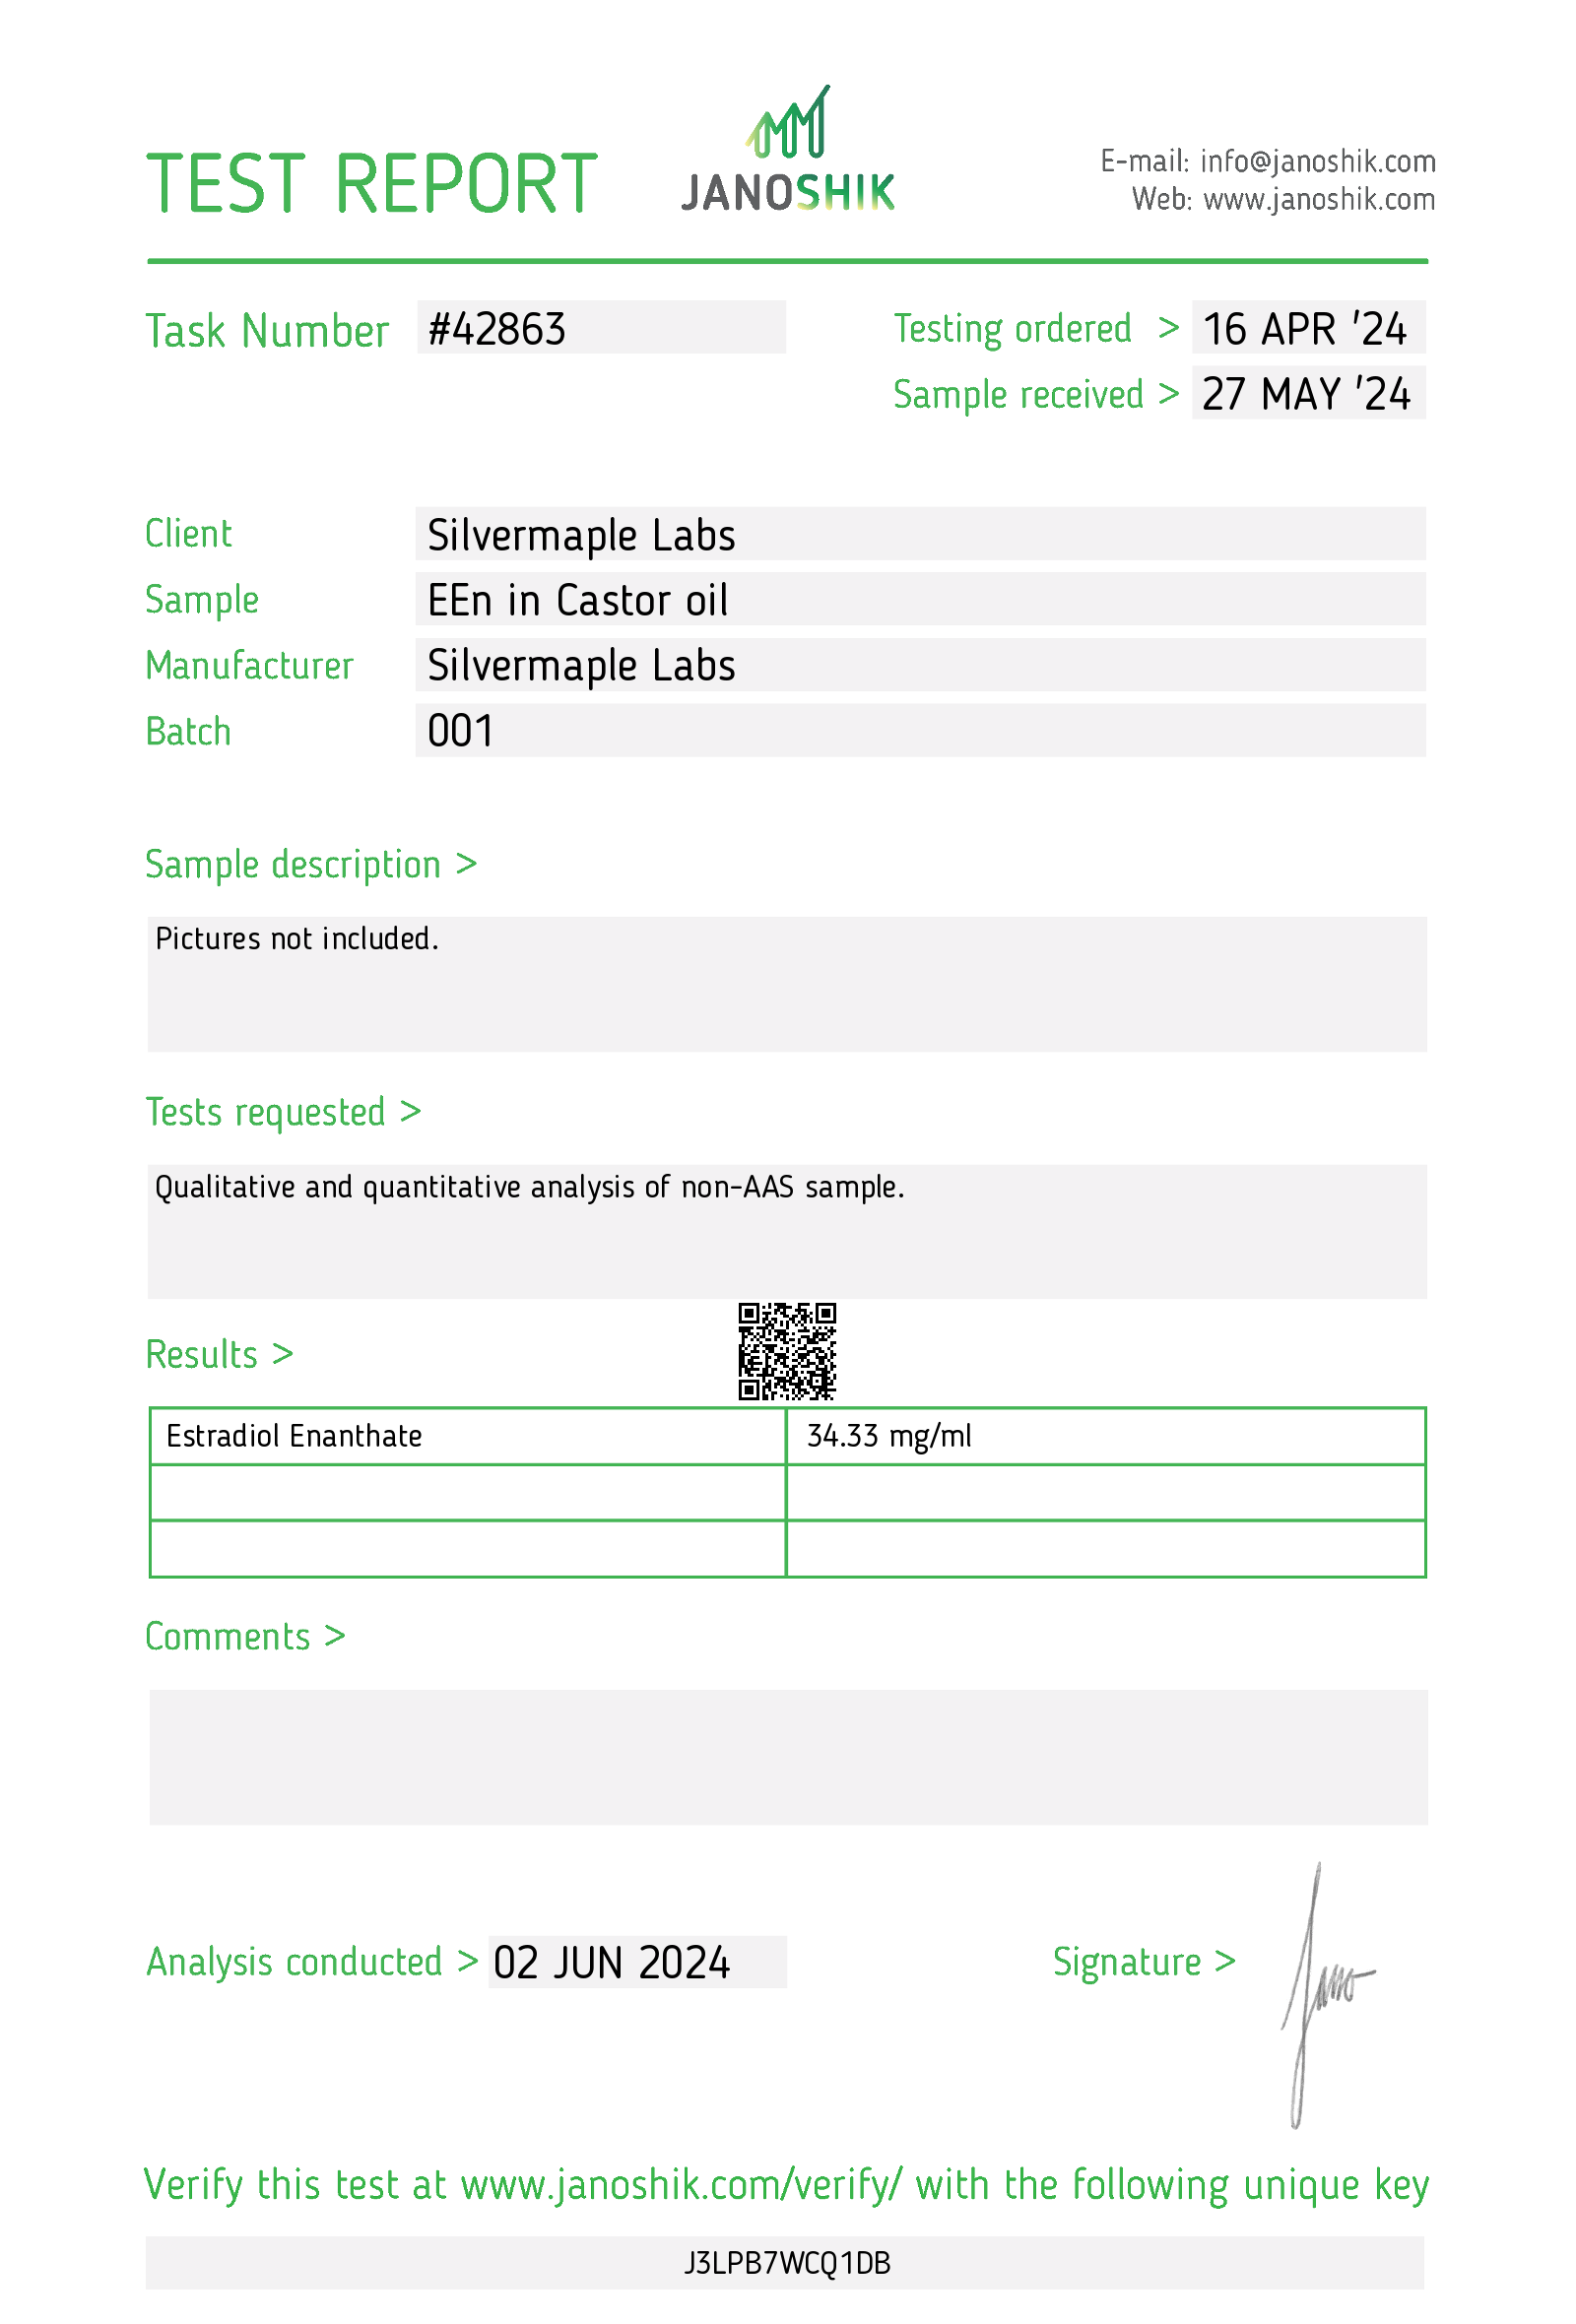 TEST REPORT
JANOSHIK
E-mail: info@janoshik.com
Web: www.janoshik.com
Task Number #42863
Testing ordered > 16 APR '24
Sample received > 27 MAY '24
Client Silvermaple Labs
Sample EEn in Castor oil
Manufacturer Silvermaple Labs
Batch 001
Sample description >
Pictures not included.
Tests requested >
Qualitative and quantitative analysis of non-AAS sample.
Results >
Estradiol Enanthate 34.33 mg/ml
Comments >
Analysis conducted > 02 JUN 2024
Signature >
Verify this test at www.janoshik.com/verify/ with the following unique key
J3LPB7WCQ1DB